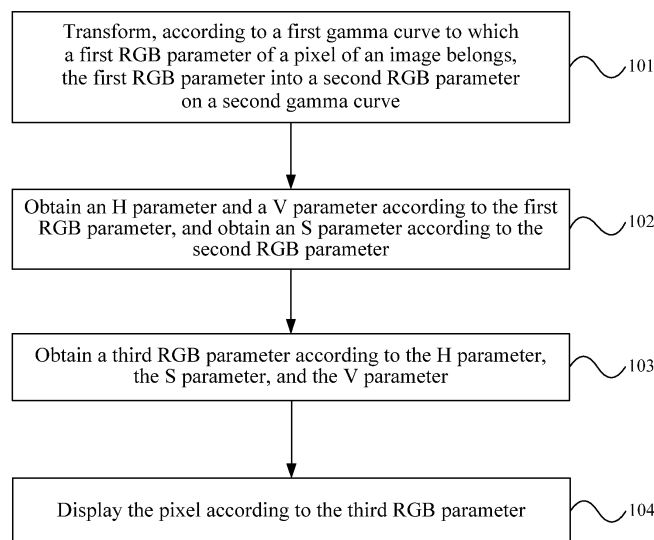 Transform, according to a first gamma curve to which
a first RGB parameter of a pixel of an image belongs,
the first RGB parameter into a second RGB parameter
on a second gamma curve
101
Obtain an H parameter and a V parameter according to the first
RGB parameter, and obtain an S parameter according to the
second RGB parameter
102
Obtain a third RGB parameter according to the H parameter,
the S parameter, and the V parameter
103
Display the pixel according to the third RGB parameter
104